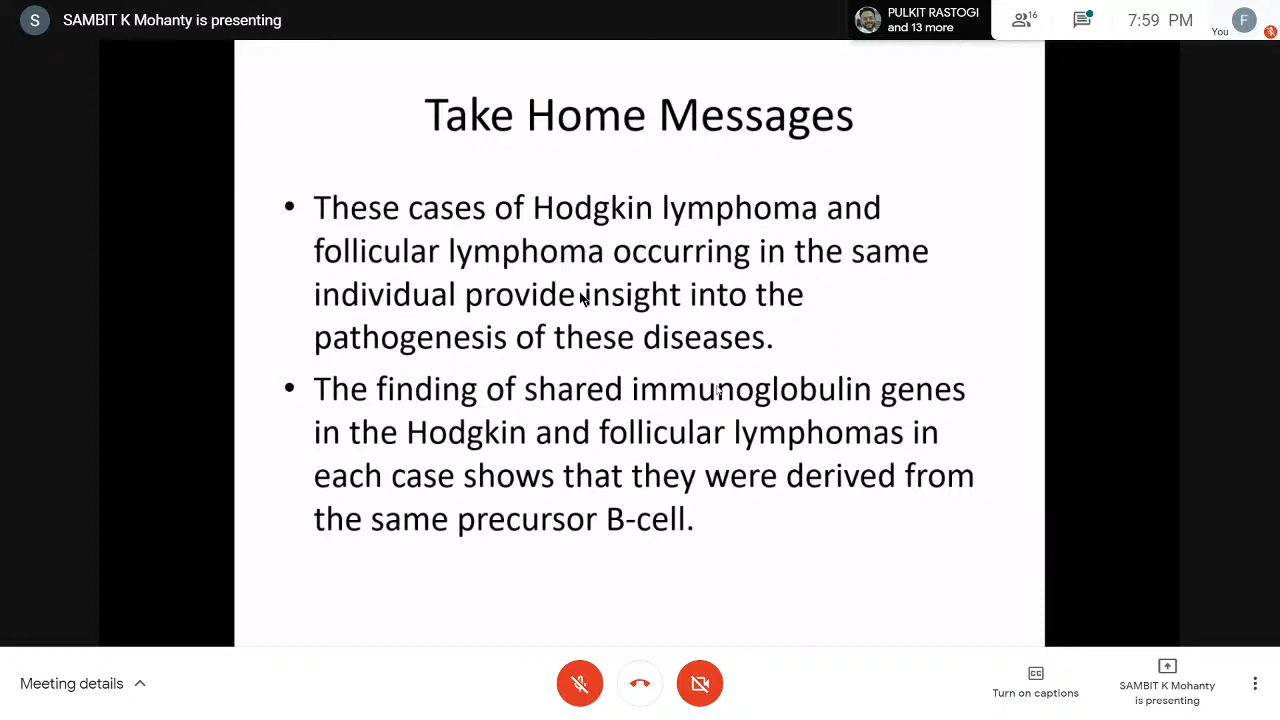 S SAMBIT K Mohanty is presenting
PULKIT RASTOGI
and 13 more
16
7:59 PM
You
F
Take Home Messages
• These cases of Hodgkin lymphoma and
follicular lymphoma occurring in the same
individual provide insight into the
pathogenesis of these diseases.
• The finding of shared immunoglobulin genes
in the Hodgkin and follicular lymphomas in
each case shows that they were derived from
the same precursor B-cell.
Meeting details
CC
Turn on captions
SAMBIT K Mohanty
is presenting